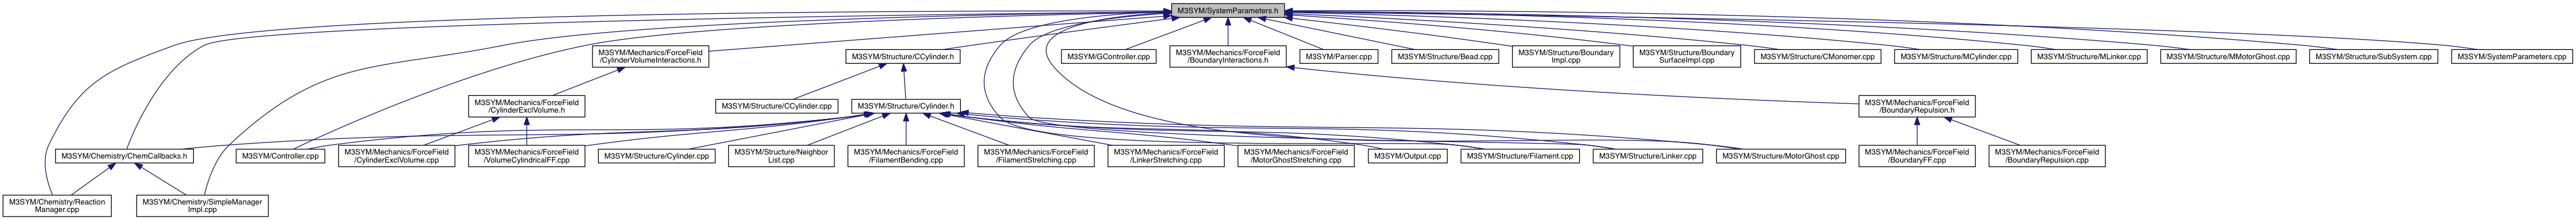 M3SYM/SystemParameters.h
M3SYM/Mechanics/ForceField
/CylinderVolumeInteractions.h
M3SYM/Structure/CCylinder.h
M3SYM/GController.cpp
M3SYM/Mechanics/ForceField
/BoundaryInteractions.h
M3SYM/Parser.cpp
M3SYM/Structure/Bead.cpp
M3SYM/Structure/Boundary
Impl.cpp
M3SYM/Structure/Boundary
SurfaceImpl.cpp
M3SYM/Structure/CMonomer.cpp
M3SYM/Structure/MCylinder.cpp
M3SYM/Structure/MLinker.cpp
M3SYM/Structure/MMotorGhost.cpp
M3SYM/Structure/SubSystem.cpp
M3SYM/SystemParameters.cpp
M3SYM/Mechanics/ForceField
/CylinderExclVolume.h
M3SYM/Structure/CCylinder.cpp
M3SYM/Structure/Cylinder.h
M3SYM/Mechanics/ForceField
/BoundaryRepulsion.h
M3SYM/Chemistry/ChemCallbacks.h
M3SYM/Controller.cpp
M3SYM/Mechanics/ForceField
/CylinderExclVolume.cpp
M3SYM/Mechanics/ForceField
/VolumeCylindricalFF.cpp
M3SYM/Structure/Cylinder.cpp
M3SYM/Structure/Neighbor
List.cpp
M3SYM/Mechanics/ForceField
/FilamentBending.cpp
M3SYM/Mechanics/ForceField
/FilamentStretching.cpp
M3SYM/Mechanics/ForceField
/LinkerStretching.cpp
M3SYM/Mechanics/ForceField
/MotorGhostStretching.cpp
M3SYM/Output.cpp
M3SYM/Structure/Filament.cpp
M3SYM/Structure/Linker.cpp
M3SYM/Structure/MotorGhost.cpp
M3SYM/Mechanics/ForceField
/BoundaryFF.cpp
M3SYM/Mechanics/ForceField
/BoundaryRepulsion.cpp
M3SYM/Chemistry/Reaction
Manager.cpp
M3SYM/Chemistry/SimpleManager
Impl.cpp